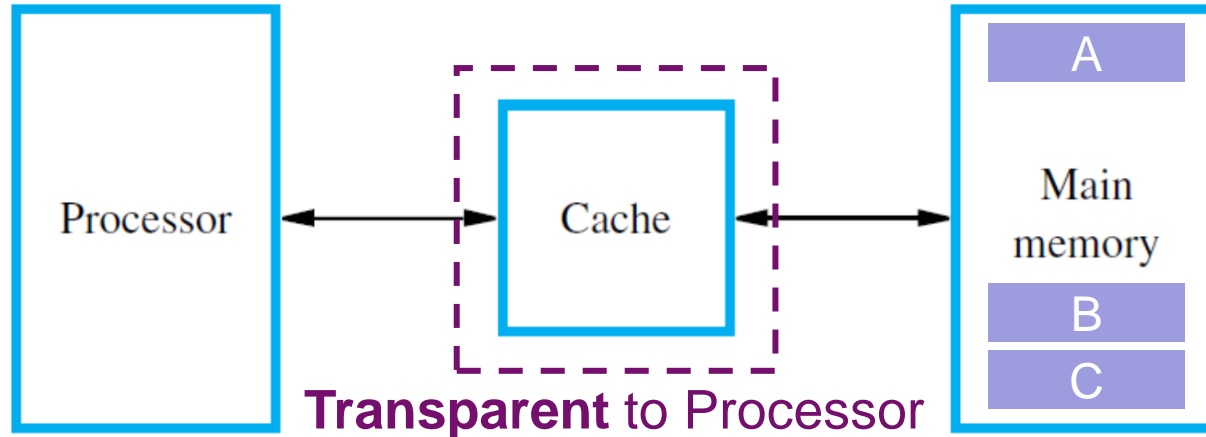 A
Processor
Cache
Main
memory
B
C
Transparent to Processor